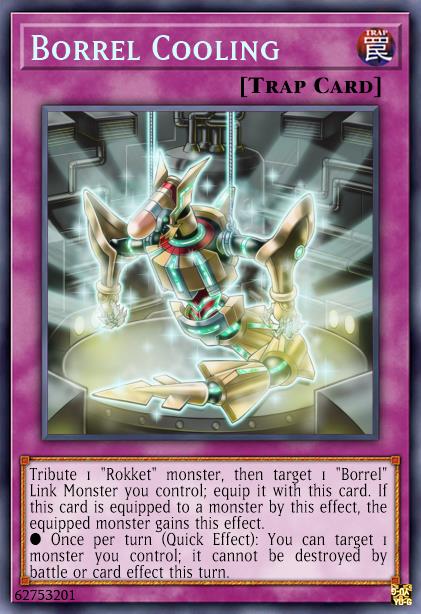 Borrel Cooling
TRAP
罠
[Trap Card]
Tribute 1 "Rokket" monster, then target 1 "Borrel"
Link Monster you control; equip it with this card. If
this card is equipped to a monster by this effect, the
equipped monster gains this effect.
● Once per turn (Quick Effect): You can target 1
monster you control; it cannot be destroyed by
battle or card effect this turn.
62753201